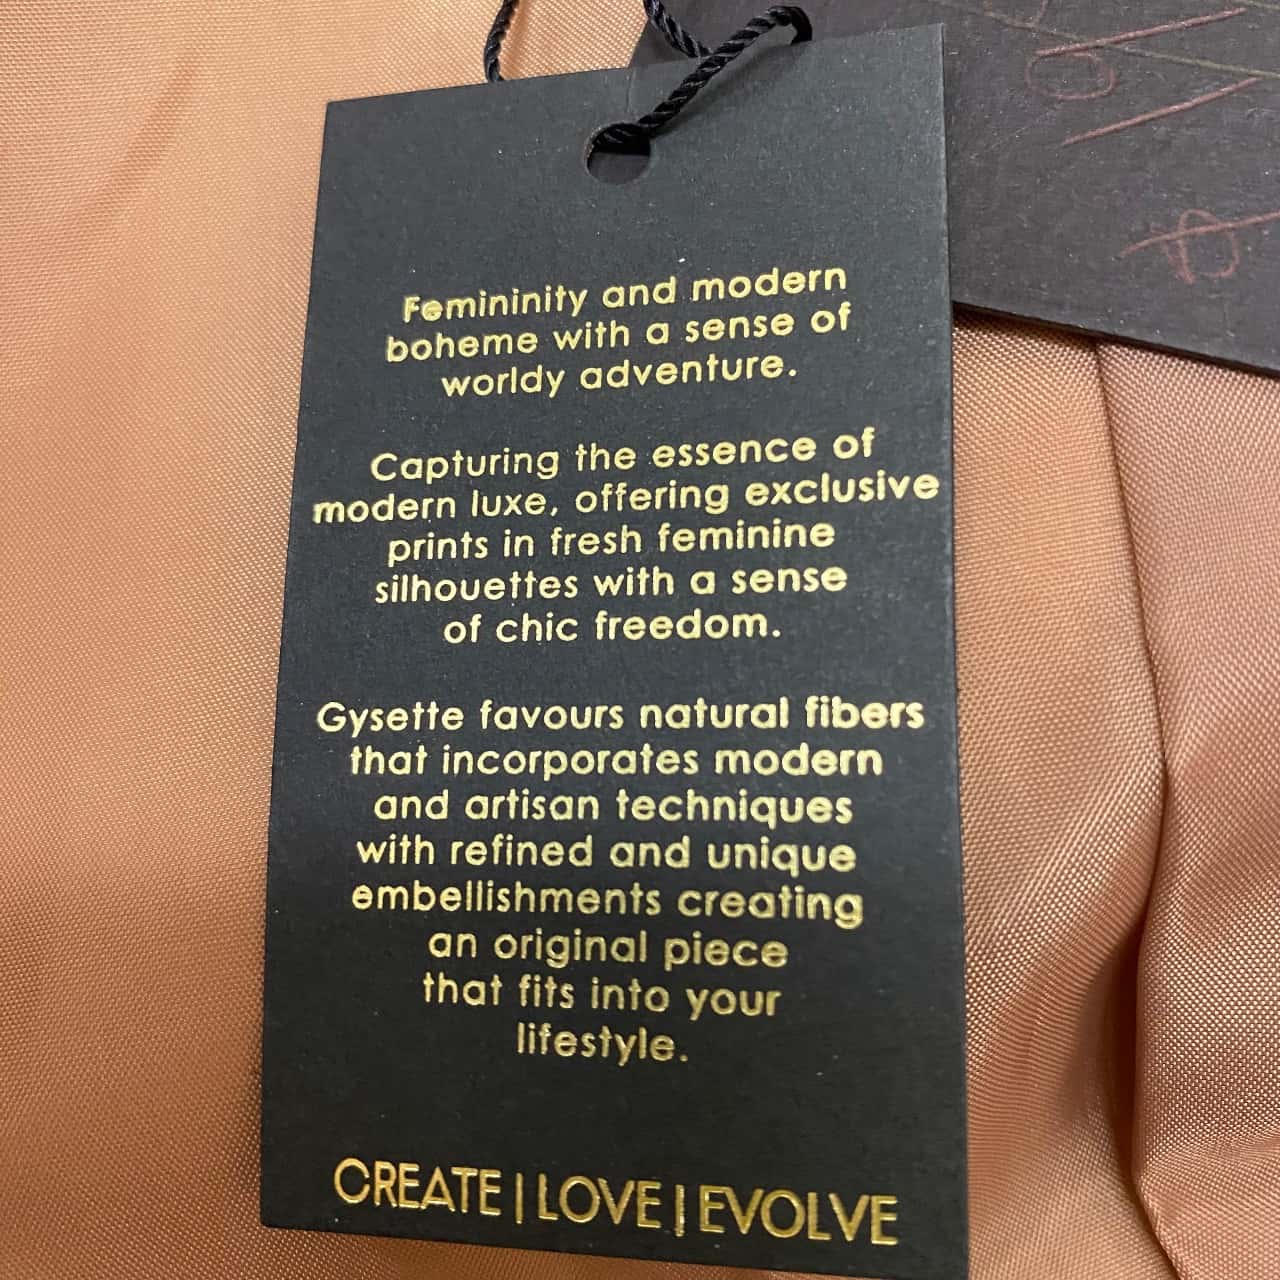 Femininity and modern
boheme with a sense of
worldy adventure.
Capturing the essence of
modern luxe, offering exclusive
prints in fresh feminine
silhouettes with a sense
of chic freedom.
Gysette favours natural fibers
that incorporates modern
and artisan techniques
with refined and unique
embellishments creating
an original piece
that fits into your
lifestyle.
CREATE | LOVE | EVOLVE